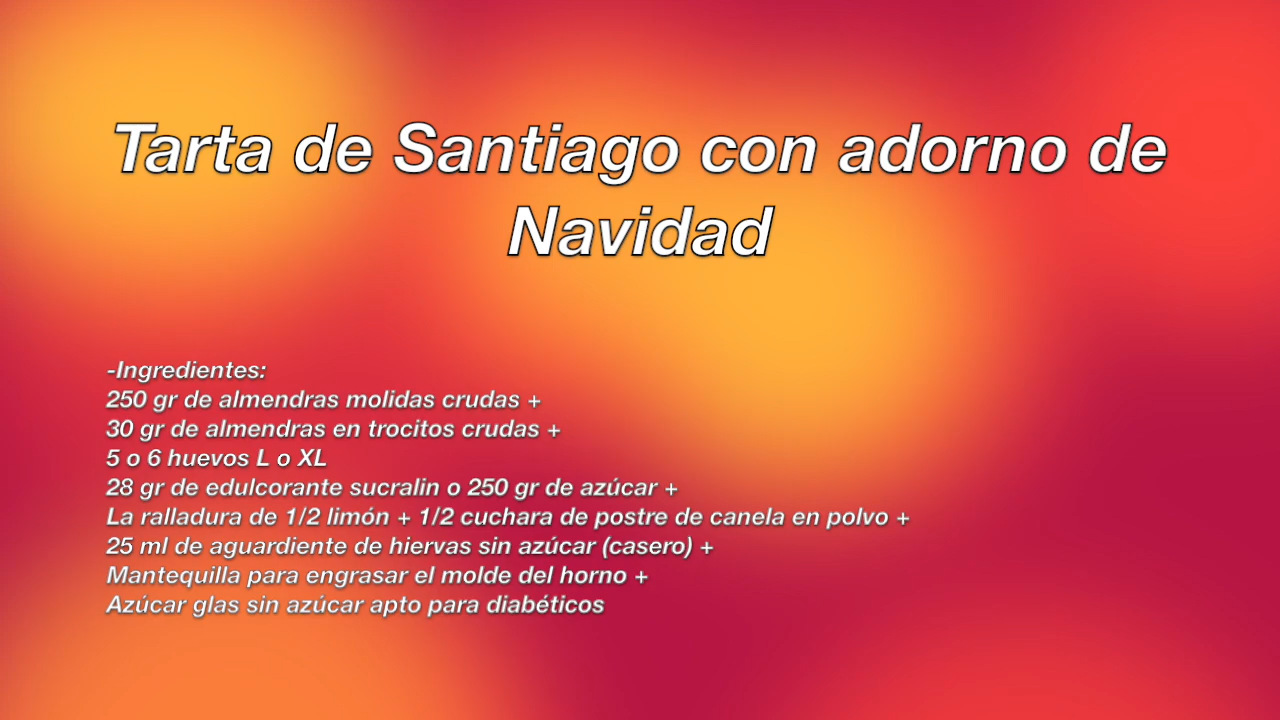 Tarta de Santiago con adorno de
Navidad
-Ingredientes:
250 gr de almendras molidas crudas +
30 gr de almendras en trocitos crudas +
5 o 6 huevos L o XL
28 gr de edulcorante sucralin o 250 gr de azúcar +
La ralladura de 1/2 limón + 1/2 cuchara de postre de canela en polvo +
25 ml de aguardiente de hiervas sin azúcar (casero) +
Mantequilla para engrasar el molde del horno +
Azúcar glas sin azúcar apto para diabéticos